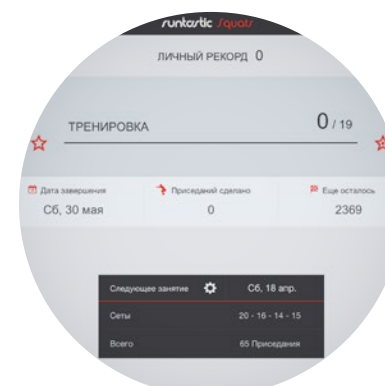 runtastic Squats
ЛИЧНЫЙ РЕКОРД 0
ТРЕНИРОВКА 0 / 19
Дата завершения Приседаний сделано Еще осталось
Сб, 30 мая 0 2369
Следующее занятие Сб, 18 апр.
Сеты 20 - 16 - 14 - 15
Всего 65 Приседания